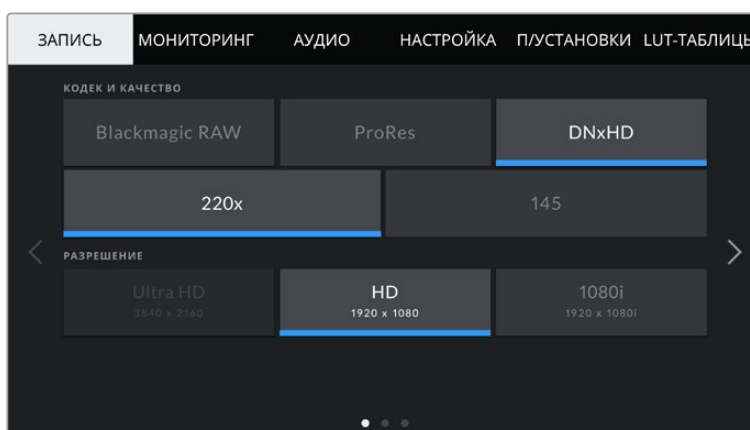 ЗАПИСЬ МОНИТОРИНГ АУДИО НАСТРОЙКА П/УСТАНОВКИ LUT-ТАБЛИЦЫ
КОДЕК И КАЧЕСТВО
Blackmagic RAW ProRes DNxHD
220x 145
РАЗРЕШЕНИЕ
Ultra HD HD 1080i
3840 x 2160 1920 x 1080 1920 x 1080i